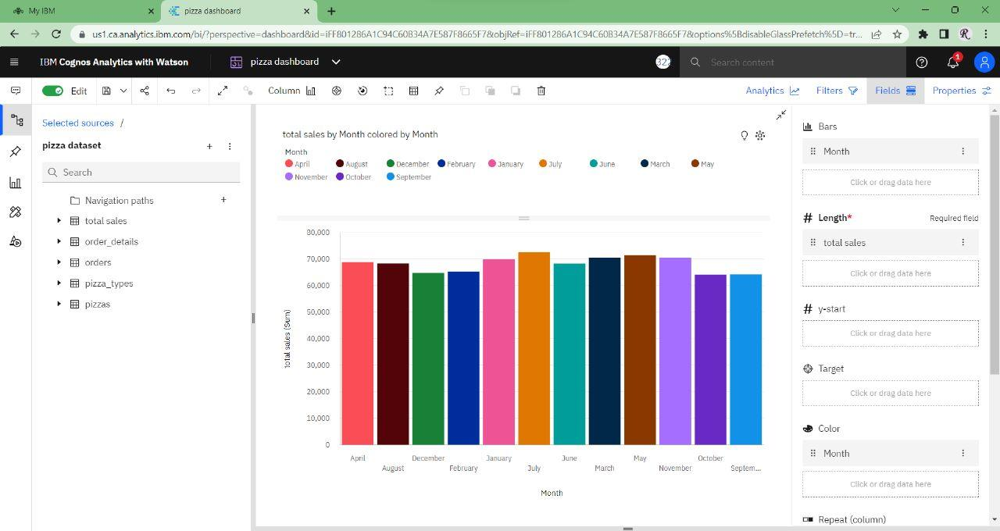 My IBM
pizza dashboard
us1.ca.analytics.ibm.com/bi/?perspective=dashboard&id=iFF801286A1C94C60B34A7E587F8665F7&objRef=iFF801286A1C94C60B34A7E587F8665F7&options%5BdisableGlassPrefetch%5D=tr...
IBM Cognos Analytics with Watson
pizza dashboard
Search content
1
Edit
Column
Analytics
Filters
Fields
Properties
Selected sources /
pizza dataset
Search
Navigation paths
total sales
order_details
orders
pizza_types
pizzas
total sales by Month colored by Month
Month
April August December February January July June March May
November October September
80,000
70,000
60,000
50,000
40,000
30,000
20,000
10,000
0
total sales (Sum)
April August December February January July June March May November October Septem...
Month
Bars
Month
Click or drag data here
Length* Required field
total sales
Click or drag data here
y-start
Click or drag data here
Target
Click or drag data here
Color
Month
Click or drag data here
Repeat (column)